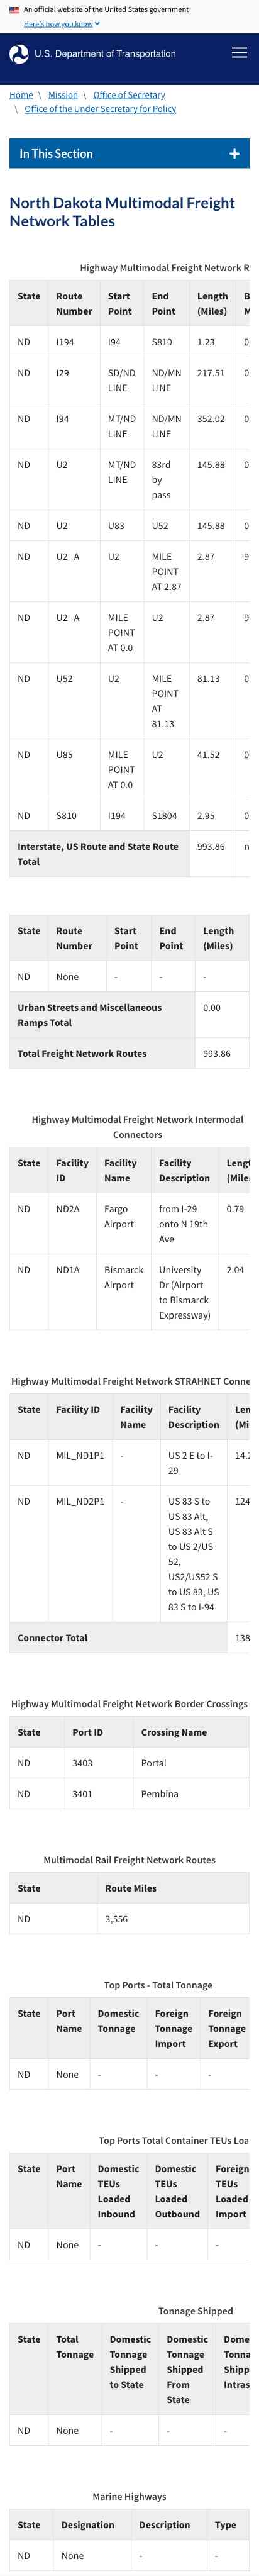 An official website of the United States government
Here's how you know
U.S. Department of Transportation
Home \ Mission \ Office of Secretary
\ Office of the Under Secretary for Policy
In This Section
North Dakota Multimodal Freight
Network Tables
Highway Multimodal Freight Network R
State Route Start End Length B
Number Point Point (Miles) M
ND I194 I94 S810 1.23 0
ND I29 SD/ND ND/MN 217.51 0
LINE LINE
ND I94 MT/ND ND/MN 352.02 0
LINE LINE
ND U2 MT/ND 83rd 145.88 0
LINE by
pass
ND U2 U83 U52 145.88 0
ND U2 A U2 MILE 2.87 9
POINT
AT 2.87
ND U2 A MILE U2 2.87 9
POINT
AT 0.0
ND U52 U2 MILE 81.13 0
POINT
AT
81.13
ND U85 MILE U2 41.52 0
POINT
AT 0.0
ND S810 I194 S1804 2.95 0
Interstate, US Route and State Route 993.86 n
Total
State Route Start End Length
Number Point Point (Miles)
ND None - - -
Urban Streets and Miscellaneous 0.00
Ramps Total
Total Freight Network Routes 993.86
Highway Multimodal Freight Network Intermodal
Connectors
State Facility Facility Facility Lengt
ID Name Description (Mile
ND ND2A Fargo from I-29 0.79
Airport onto N 19th
Ave
ND ND1A Bismarck University 2.04
Airport Dr (Airport
to Bismarck
Expressway)
Highway Multimodal Freight Network STRAHNET Conne
State Facility ID Facility Facility Len
Name Description (Mi
ND MIL_ND1P1 - US 2 E to I- 14.2
29
ND MIL_ND2P1 - US 83 S to 124
US 83 Alt,
US 83 Alt S
to US 2/US
52,
US2/US52 S
to US 83, US
83 S to I-94
Connector Total 138
Highway Multimodal Freight Network Border Crossings
State Port ID Crossing Name
ND 3403 Portal
ND 3401 Pembina
Multimodal Rail Freight Network Routes
State Route Miles
ND 3,556
Top Ports - Total Tonnage
State Port Domestic Foreign Foreign
Name Tonnage Tonnage Tonnage
Import Export
ND None - - -
Top Ports Total Container TEUs Loa
State Port Domestic Domestic Foreign
Name TEUs TEUs TEUs
Loaded Loaded Loaded
Inbound Outbound Import
ND None - - -
Tonnage Shipped
State Total Domestic Domestic Dome
Tonnage Tonnage Tonnage Tonna
Shipped Shipped Shipp
to State From Intras
State
ND None - - -
Marine Highways
State Designation Description Type
ND None - -